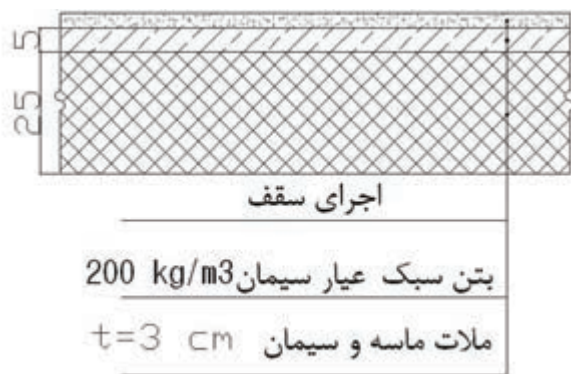 5
25
اجرای سقف
بتن سبک عیار سیمان 200 kg/m3
ملات ماسه و سیمان t=3 cm